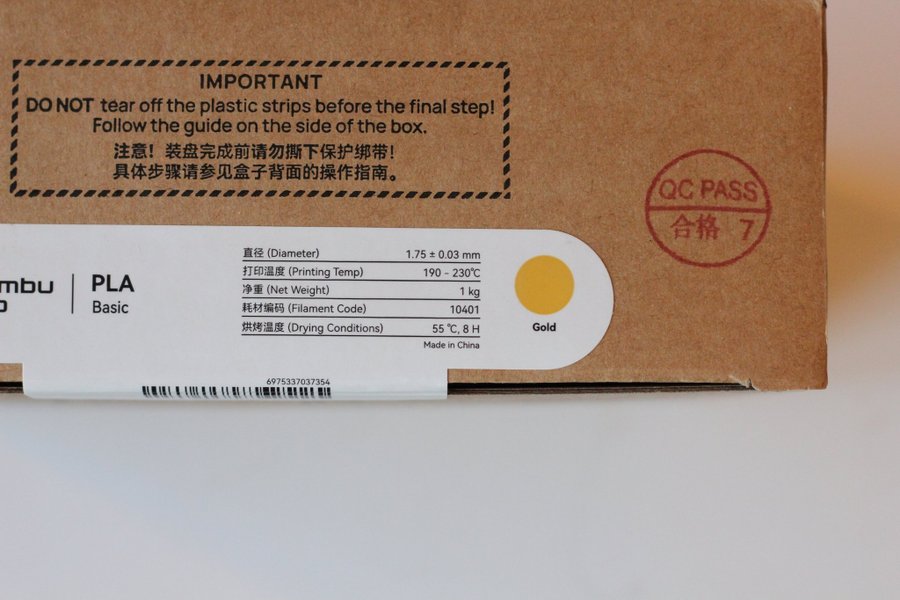 IMPORTANT
DO NOT tear off the plastic strips before the final step!
Follow the guide on the side of the box.
注意！装盘完成前请勿撕下保护绑带！
具体步骤请参见盒子背面的操作指南。
QC PASS
合格 7
PLA
Basic
直径 (Diameter) 1.75 ± 0.03 mm
打印温度 (Printing Temp) 190 - 230℃
净重 (Net Weight) 1 kg
耗材编码 (Filament Code) 10401
烘烤温度 (Drying Conditions) 55 ℃, 8 H
Made in China
Gold
6975337037354